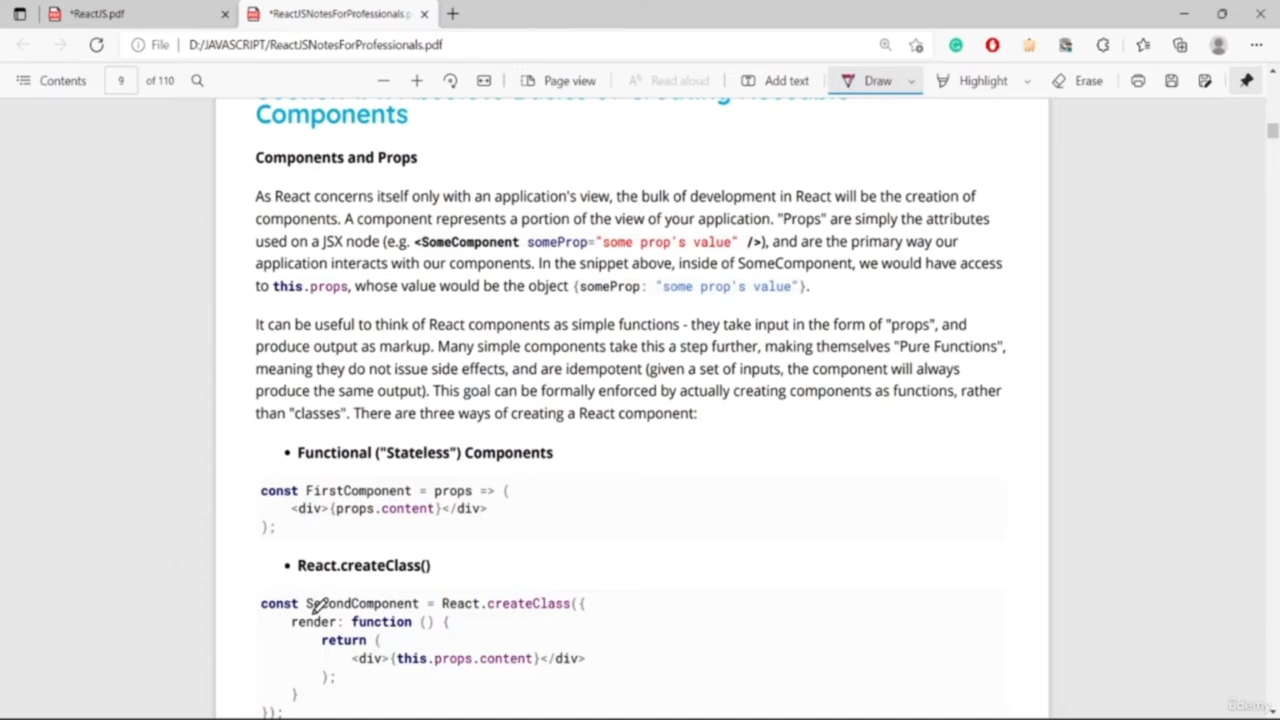 *ReactJS.pdf
*ReactJSNotesForProfessionals.p
File D:/JAVASCRIPT/ReactJSNotesForProfessionals.pdf
Contents 9 of 110 Page view Read aloud Add text Draw Highlight Erase
Components
Components and Props
As React concerns itself only with an application's view, the bulk of development in React will be the creation of
components. A component represents a portion of the view of your application. "Props" are simply the attributes
used on a JSX node (e.g. <SomeComponent someProp="some prop's value" />), and are the primary way our
application interacts with our components. In the snippet above, inside of SomeComponent, we would have access
to this.props, whose value would be the object {someProp: "some prop's value"}.
It can be useful to think of React components as simple functions - they take input in the form of "props", and
produce output as markup. Many simple components take this a step further, making themselves "Pure Functions",
meaning they do not issue side effects, and are idempotent (given a set of inputs, the component will always
produce the same output). This goal can be formally enforced by actually creating components as functions, rather
than "classes". There are three ways of creating a React component:
• Functional ("Stateless") Components
const FirstComponent = props => (
<div>{props.content}</div>
);
• React.createClass()
const SecondComponent = React.createClass({
render: function () {
return (
<div>{this.props.content}</div>
);
}
});
Udemy